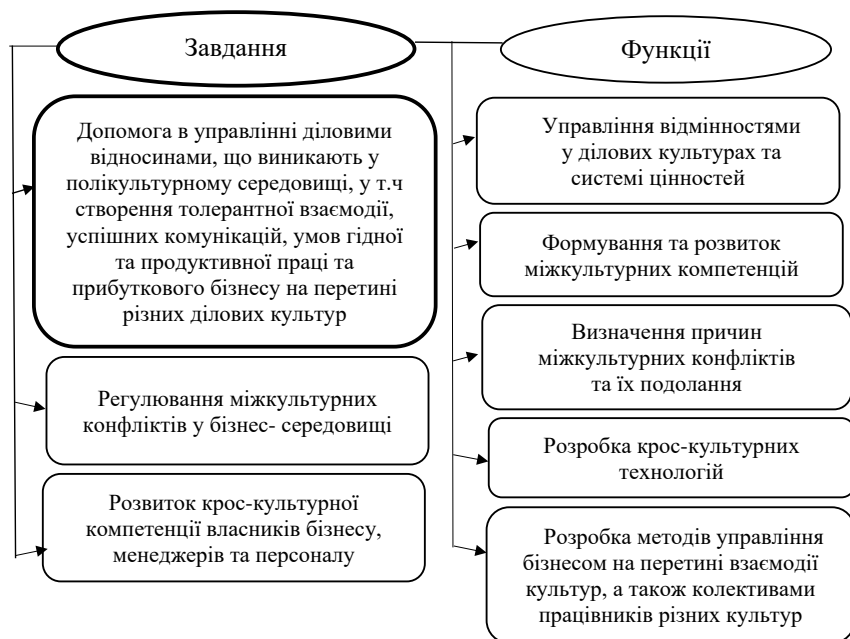 Завдання
Допомога в управлінні діловими
відносинами, що виникають у
полікультурному середовищі, у т.ч
створення толерантної взаємодії,
успішних комунікацій, умов гідної
та продуктивної праці та
прибуткового бізнесу на перетині
різних ділових культур
Регулювання міжкультурних
конфліктів у бізнес- середовищі
Розвиток крос-культурної
компетенції власників бізнесу,
менеджерів та персоналу
Функції
Управління відмінностями
у ділових культурах та
системі цінностей
Формування та розвиток
міжкультурних компетенцій
Визначення причин
міжкультурних конфліктів
та їх подолання
Розробка крос-культурних
технологій
Розробка методів управління
бізнесом на перетині взаємодії
культур, а також колективами
працівників різних культур